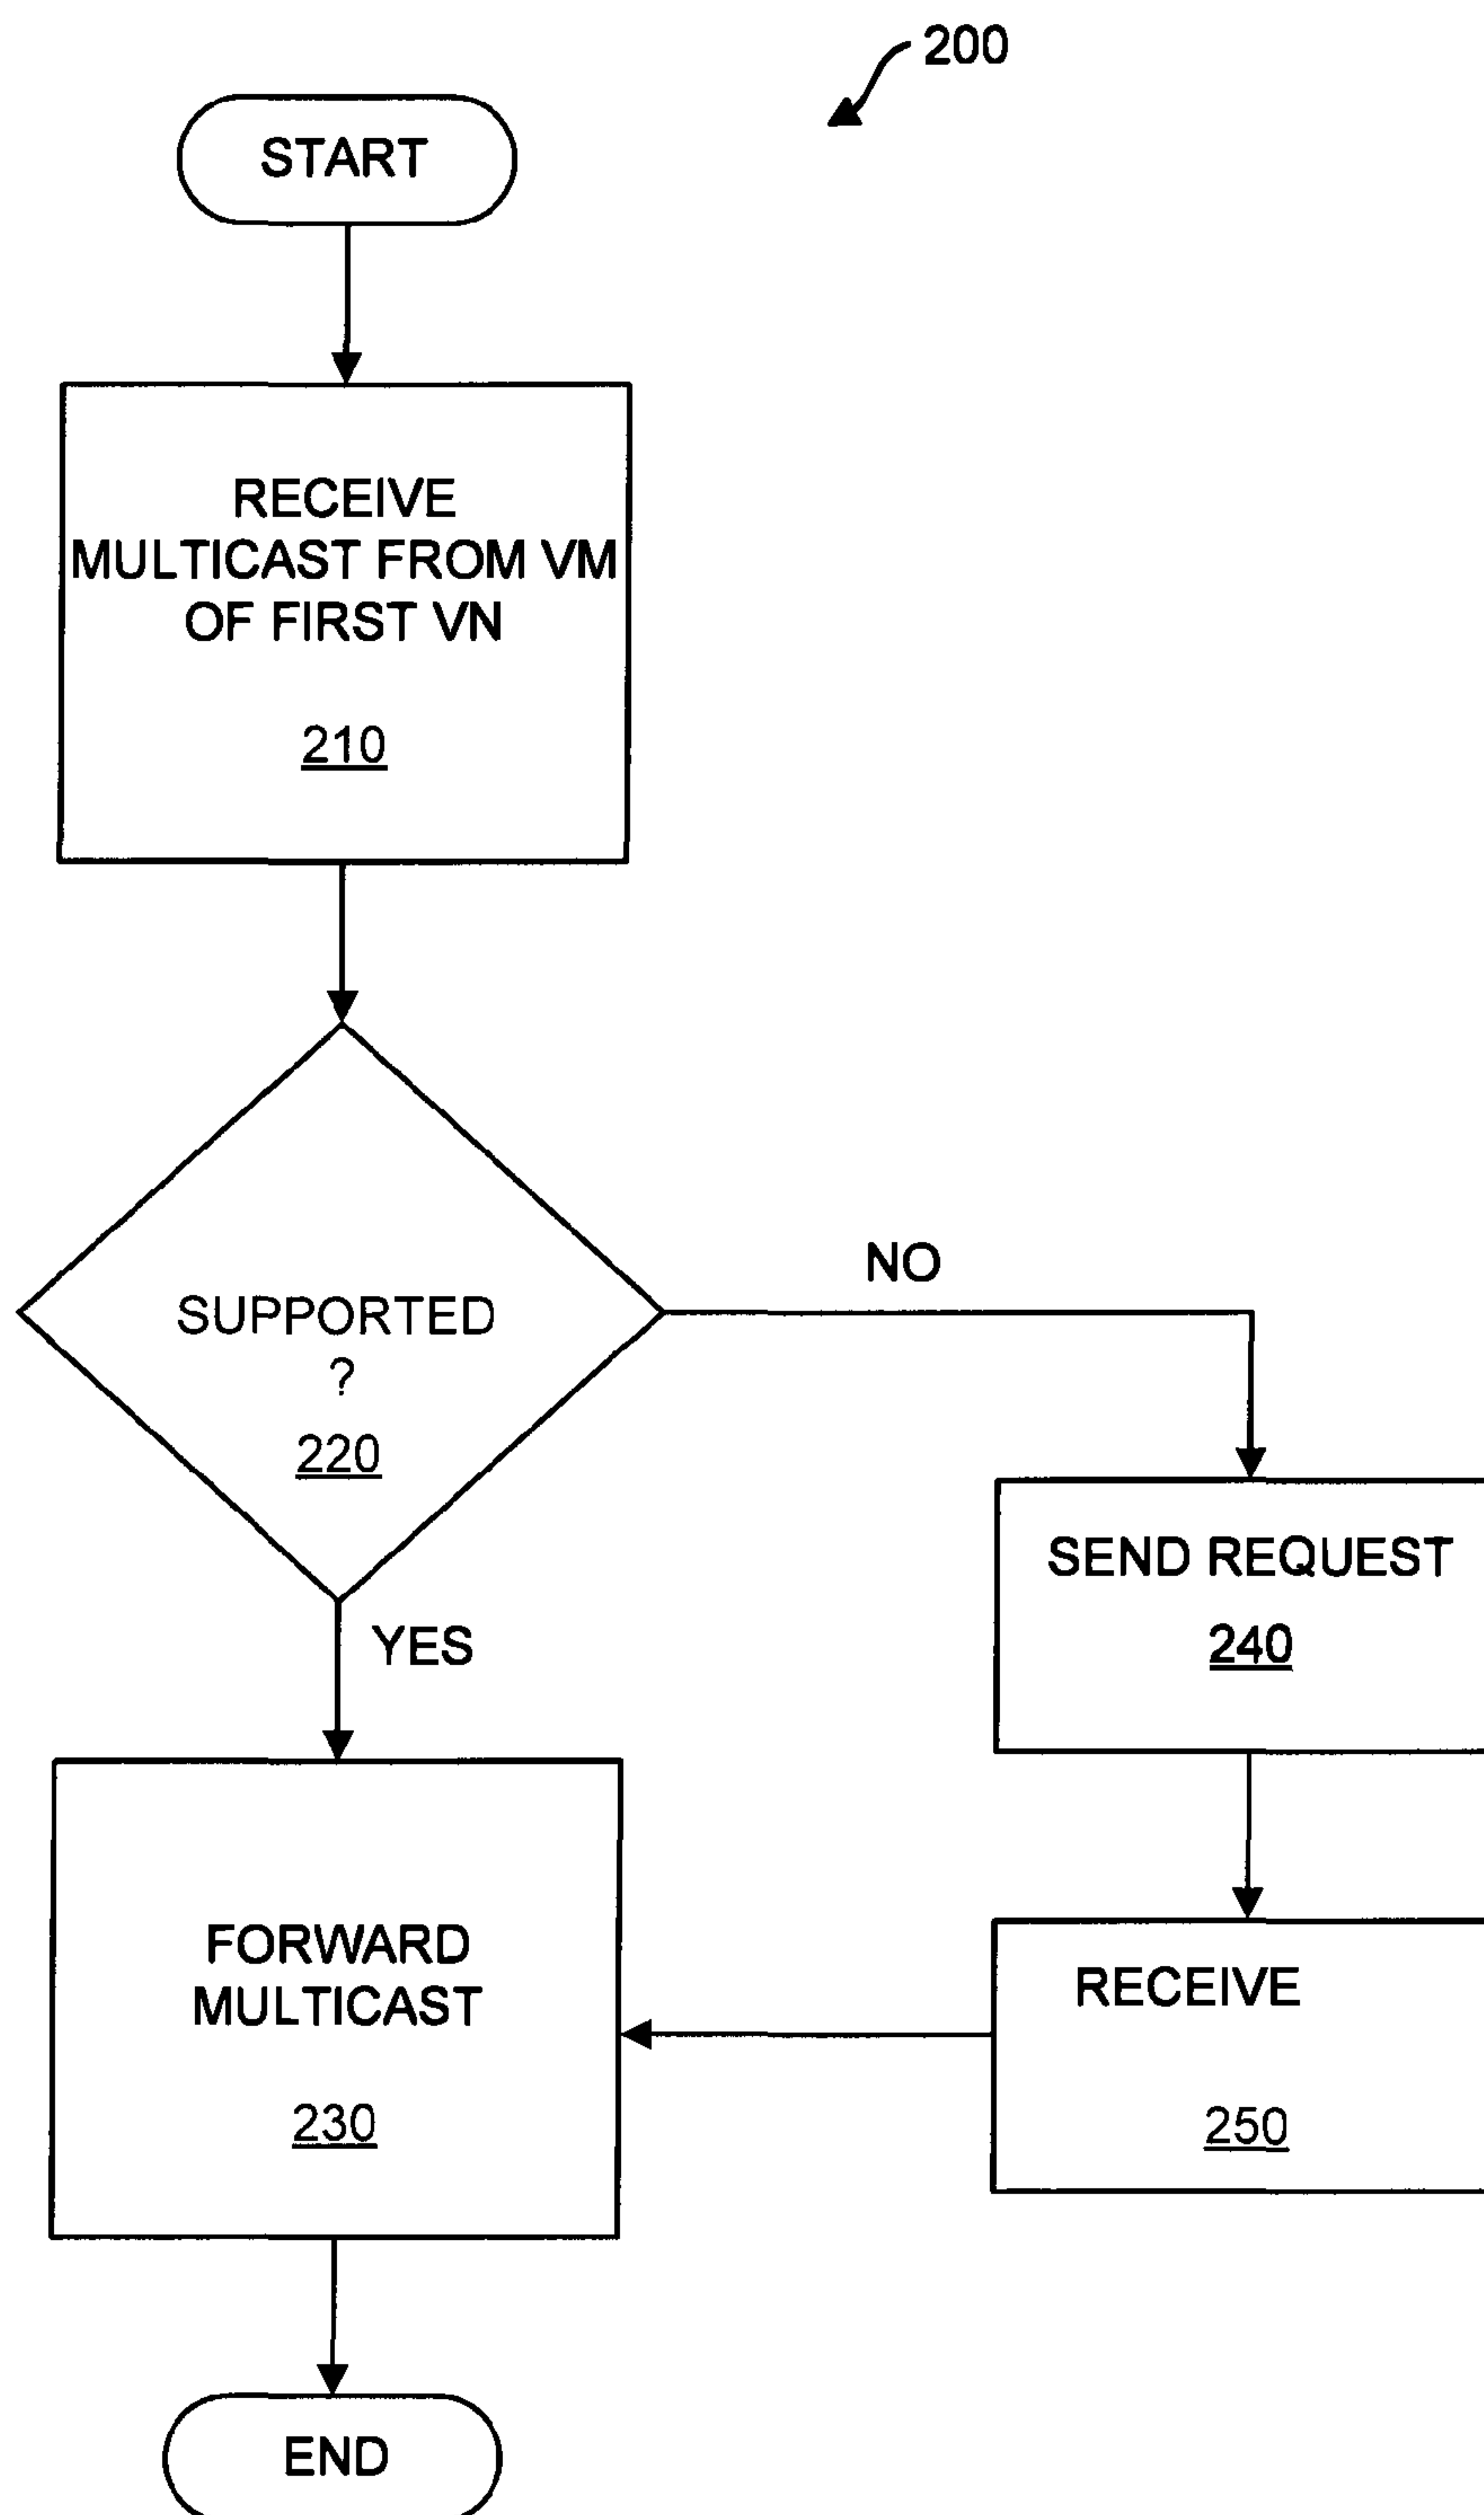 200
START
RECEIVE
MULTICAST FROM VM
OF FIRST VN
210
SUPPORTED
?
220
NO
YES
SEND REQUEST
240
FORWARD
MULTICAST
230
RECEIVE
250
END